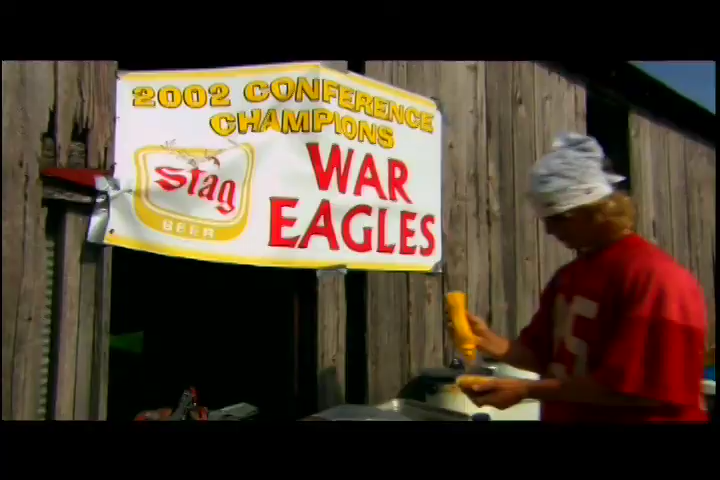 2002 CONFERENCE
CHAMPIONS
Stag
BEER
WAR
EAGLES